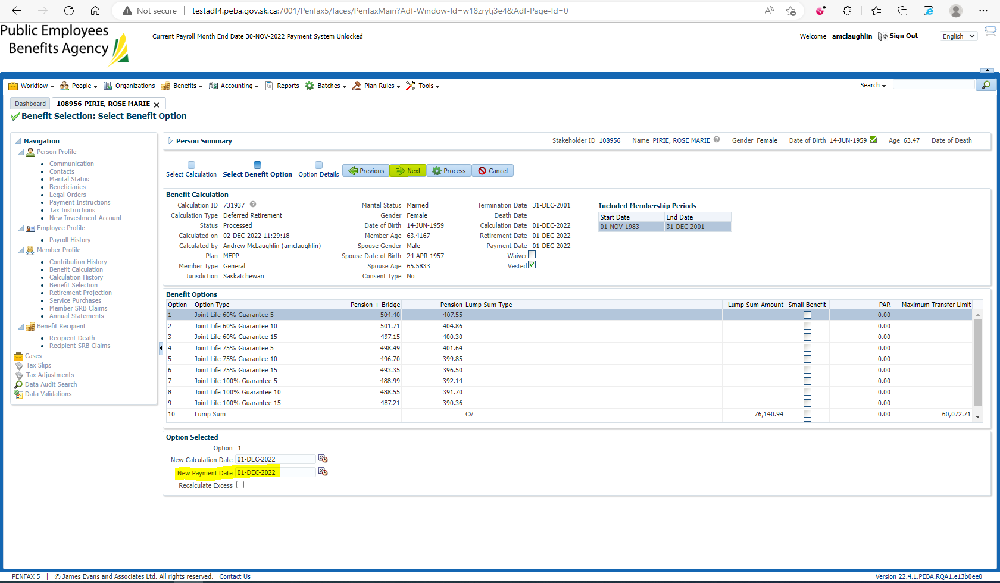 Not secure | testadf4.peba.gov.sk.ca:7001/Penfax5/faces/PenfaxMain?Adf-Window-Id=w18zrytj3e4&Adf-Page-Id=0
Public Employees
Benefits Agency
Current Payroll Month End Date 30-NOV-2022 Payment System Unlocked
Welcome amclaughlin Sign Out English
Workflow People Organizations Benefits Accounting Reports Batches Plan Rules Tools Search
Dashboard 108956-PIRIE, ROSE MARIE
Benefit Selection: Select Benefit Option
Navigation
Person Profile
Communication
Contacts
Marital Status
Beneficiaries
Legal Orders
Payment Instructions
Tax Instructions
New Investment Account
Employee Profile
Payroll History
Member Profile
Contribution History
Benefit Calculation
Calculation History
Benefit Selection
Retirement Projection
Service Purchases
Member SRB Claims
Annual Statements
Benefit Recipient
Recipient Death
Recipient SRB Claims
Cases
Tax Slips
Tax Adjustments
Data Audit Search
Data Validations
Person Summary Stakeholder ID 108956 Name PIRIE, ROSE MARIE Gender Female Date of Birth 14-JUN-1959 Age 63.47 Date of Death
Select Calculation Select Benefit Option Option Details Previous Next Process Cancel
Benefit Calculation
Calculation ID 731937
Calculation Type Deferred Retirement
Status Processed
Calculated on 02-DEC-2022 11:29:18
Calculated by Andrew McLaughlin (amclaughlin)
Plan MEPP
Member Type General
Jurisdiction Saskatchewan
Marital Status Married
Gender Female
Date of Birth 14-JUN-1959
Member Age 63.4167
Spouse Gender Male
Spouse Date of Birth 24-APR-1957
Spouse Age 65.5833
Consent Type No
Termination Date 31-DEC-2001
Death Date
Calculation Date 01-DEC-2022
Retirement Date 01-DEC-2022
Payment Date 01-DEC-2022
Waiver
Vested
Included Membership Periods
Start Date End Date
01-NOV-1983 31-DEC-2001
Benefit Options
Option Option Type Pension + Bridge Pension Lump Sum Type Lump Sum Amount Small Benefit PAR Maximum Transfer Limit
1 Joint Life 60% Guarantee 5 504.40 407.55 0.00
2 Joint Life 60% Guarantee 10 501.71 404.86 0.00
3 Joint Life 60% Guarantee 15 497.15 400.30 0.00
4 Joint Life 75% Guarantee 5 498.49 401.64 0.00
5 Joint Life 75% Guarantee 10 496.70 399.85 0.00
6 Joint Life 75% Guarantee 15 493.35 396.50 0.00
7 Joint Life 100% Guarantee 5 488.99 392.14 0.00
8 Joint Life 100% Guarantee 10 488.55 391.70 0.00
9 Joint Life 100% Guarantee 15 487.21 390.36 0.00
10 Lump Sum CV 76,140.94 0.00 60,072.71
Option Selected
Option 1
New Calculation Date 01-DEC-2022
New Payment Date 01-DEC-2022
Recalculate Excess
PENFAX 5 | © James Evans and Associates Ltd. All rights reserved. Contact Us Version 22.4.1.PEBA.RQA1.e13b0ee0